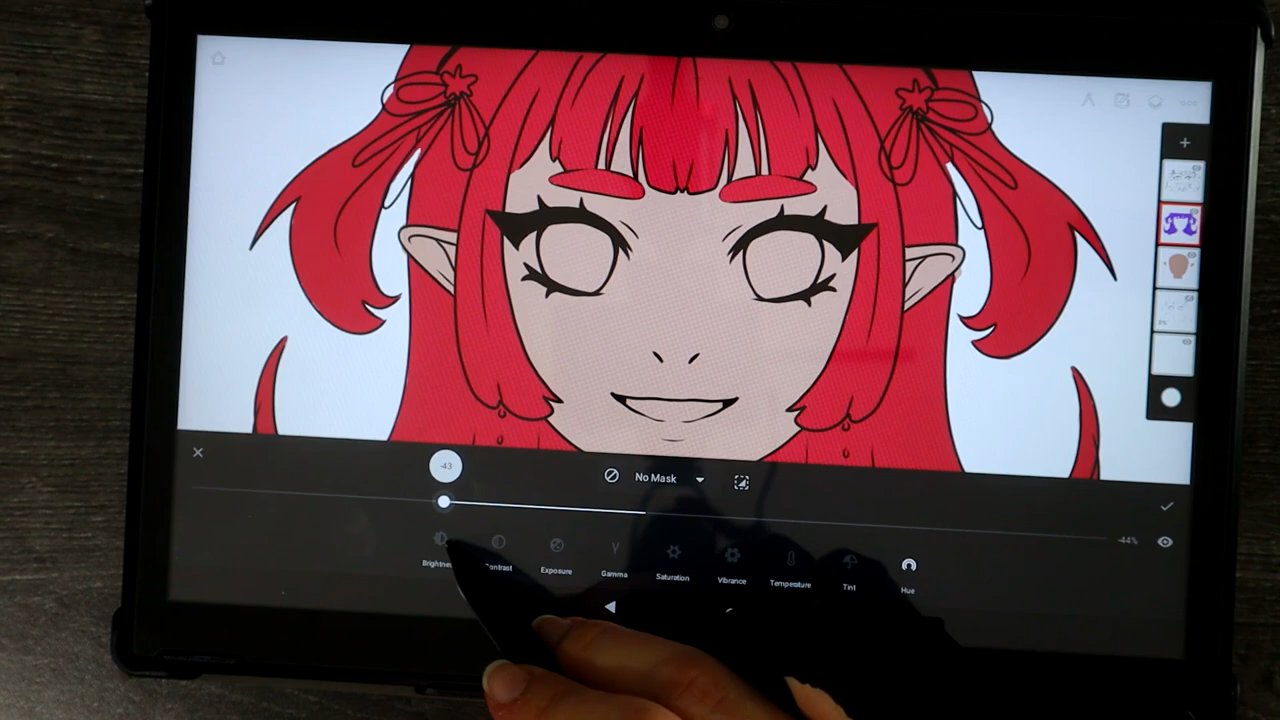 -43
No Mask
-44%
Brightness
Contrast
Exposure
Gamma
Saturation
Vibrance
Temperature
Tint
Hue